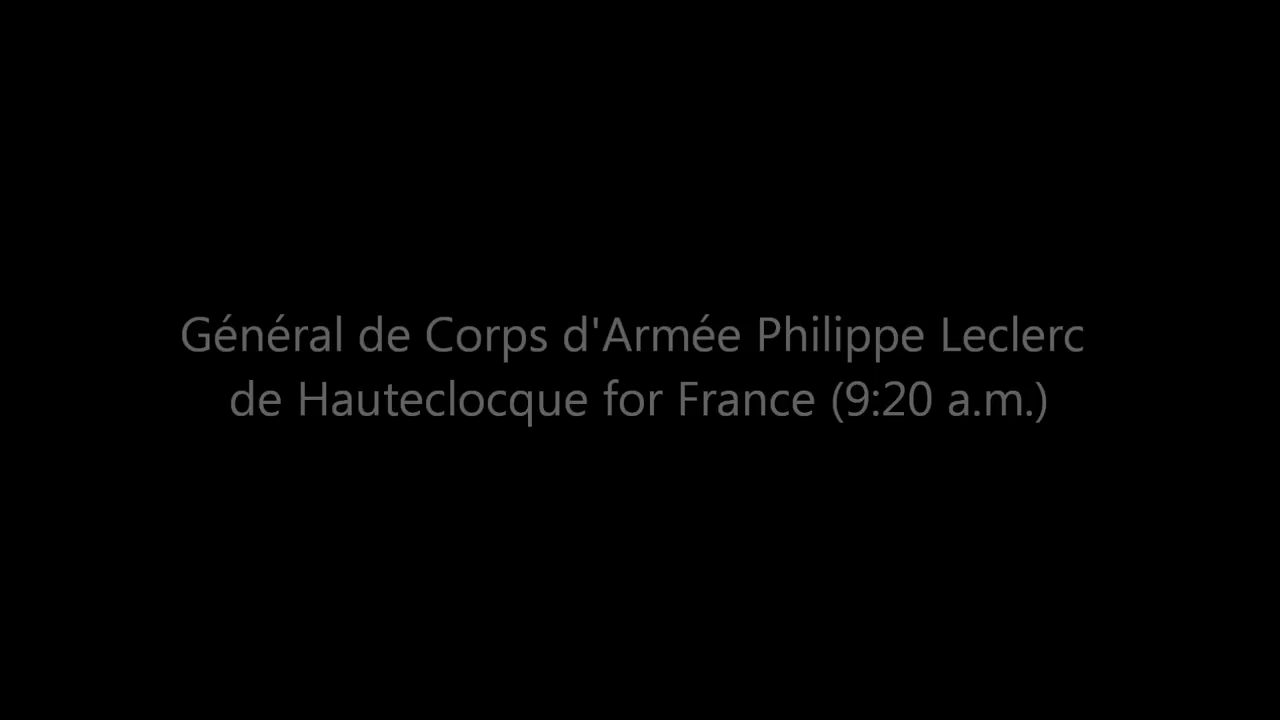 Général de Corps d'Armée Philippe Leclerc
de Hauteclocque for France (9:20 a.m.)